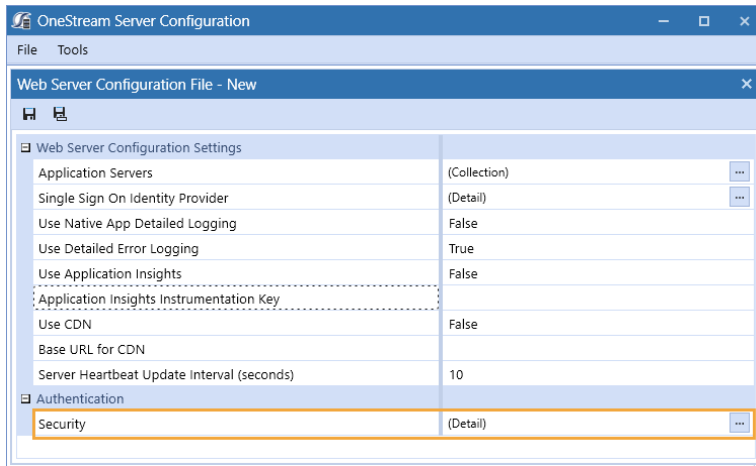 OneStream Server Configuration
File Tools
Web Server Configuration File - New
Web Server Configuration Settings
Application Servers (Collection) ...
Single Sign On Identity Provider (Detail) ...
Use Native App Detailed Logging False
Use Detailed Error Logging True
Use Application Insights False
Application Insights Instrumentation Key
Use CDN False
Base URL for CDN
Server Heartbeat Update Interval (seconds) 10
Authentication
Security (Detail) ...